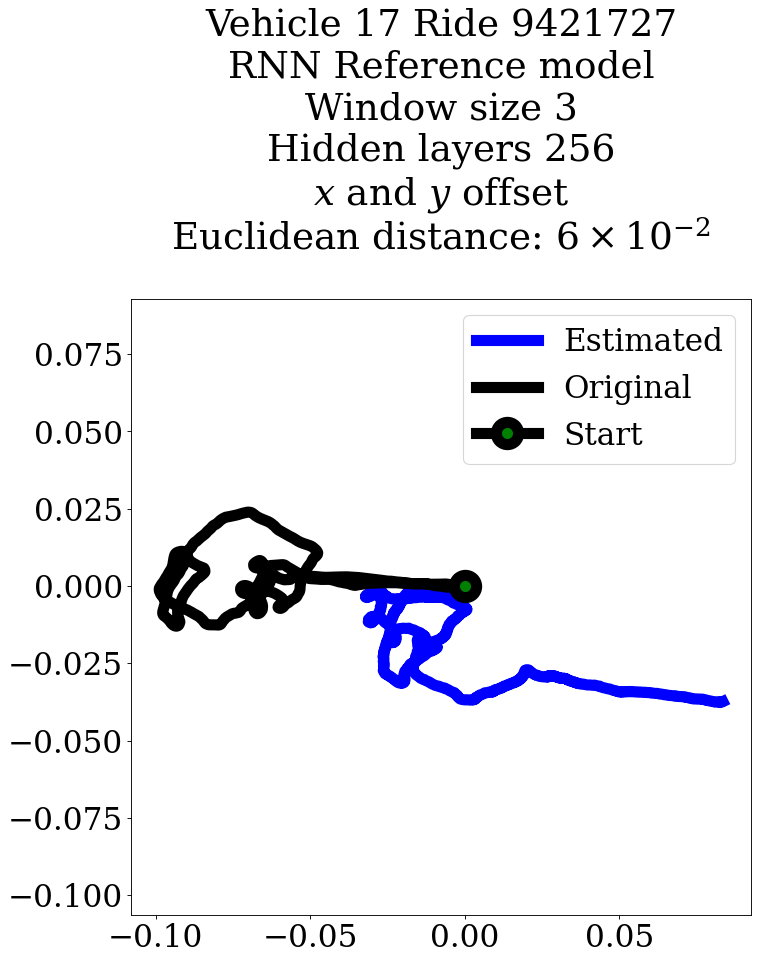 Vehicle 17 Ride 9421727
RNN Reference model
Window size 3
Hidden layers 256
x and y offset
Euclidean distance: 6 × 10⁻²
Estimated
Original
Start
0.075
0.050
0.025
0.000
−0.025
−0.050
−0.075
−0.100
−0.10 −0.05 0.00 0.05